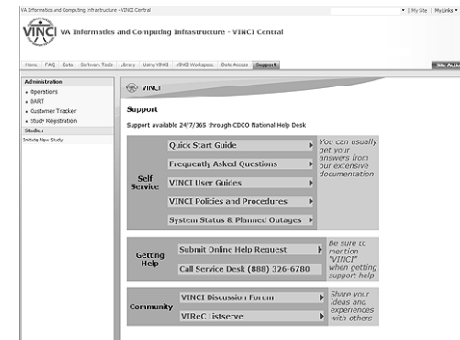 VA Informatics and Computing Infrastructure - VINCI Central
My Site | MyLinks
VINCI
VA Informatics and Computing Infrastructure - VINCI Central
Home
FAQ
Data
Software Tools
Library
Using VINCI
VINCI Workspace
Data Access
Support
Administration
Operations
DART
Customer Tracker
Study Registration
Studies
Initiate New Study
VINCI
Support
Support available 24/7/365 through CDCO National Help Desk
Self
Service
Quick Start Guide
Frequently Asked Questions
VINCI User Guides
VINCI Policies and Procedures
System Status & Planned Outages
You can usually
get your
answers from
our extensive
documentation
Getting
Help
Submit Online Help Request
Call Service Desk (888) 326-6780
Be sure to
mention
"VINCI"
when getting
support help
Community
VINCI Discussion Forum
VIReC Listserve
Share your
ideas and
experiences
with others